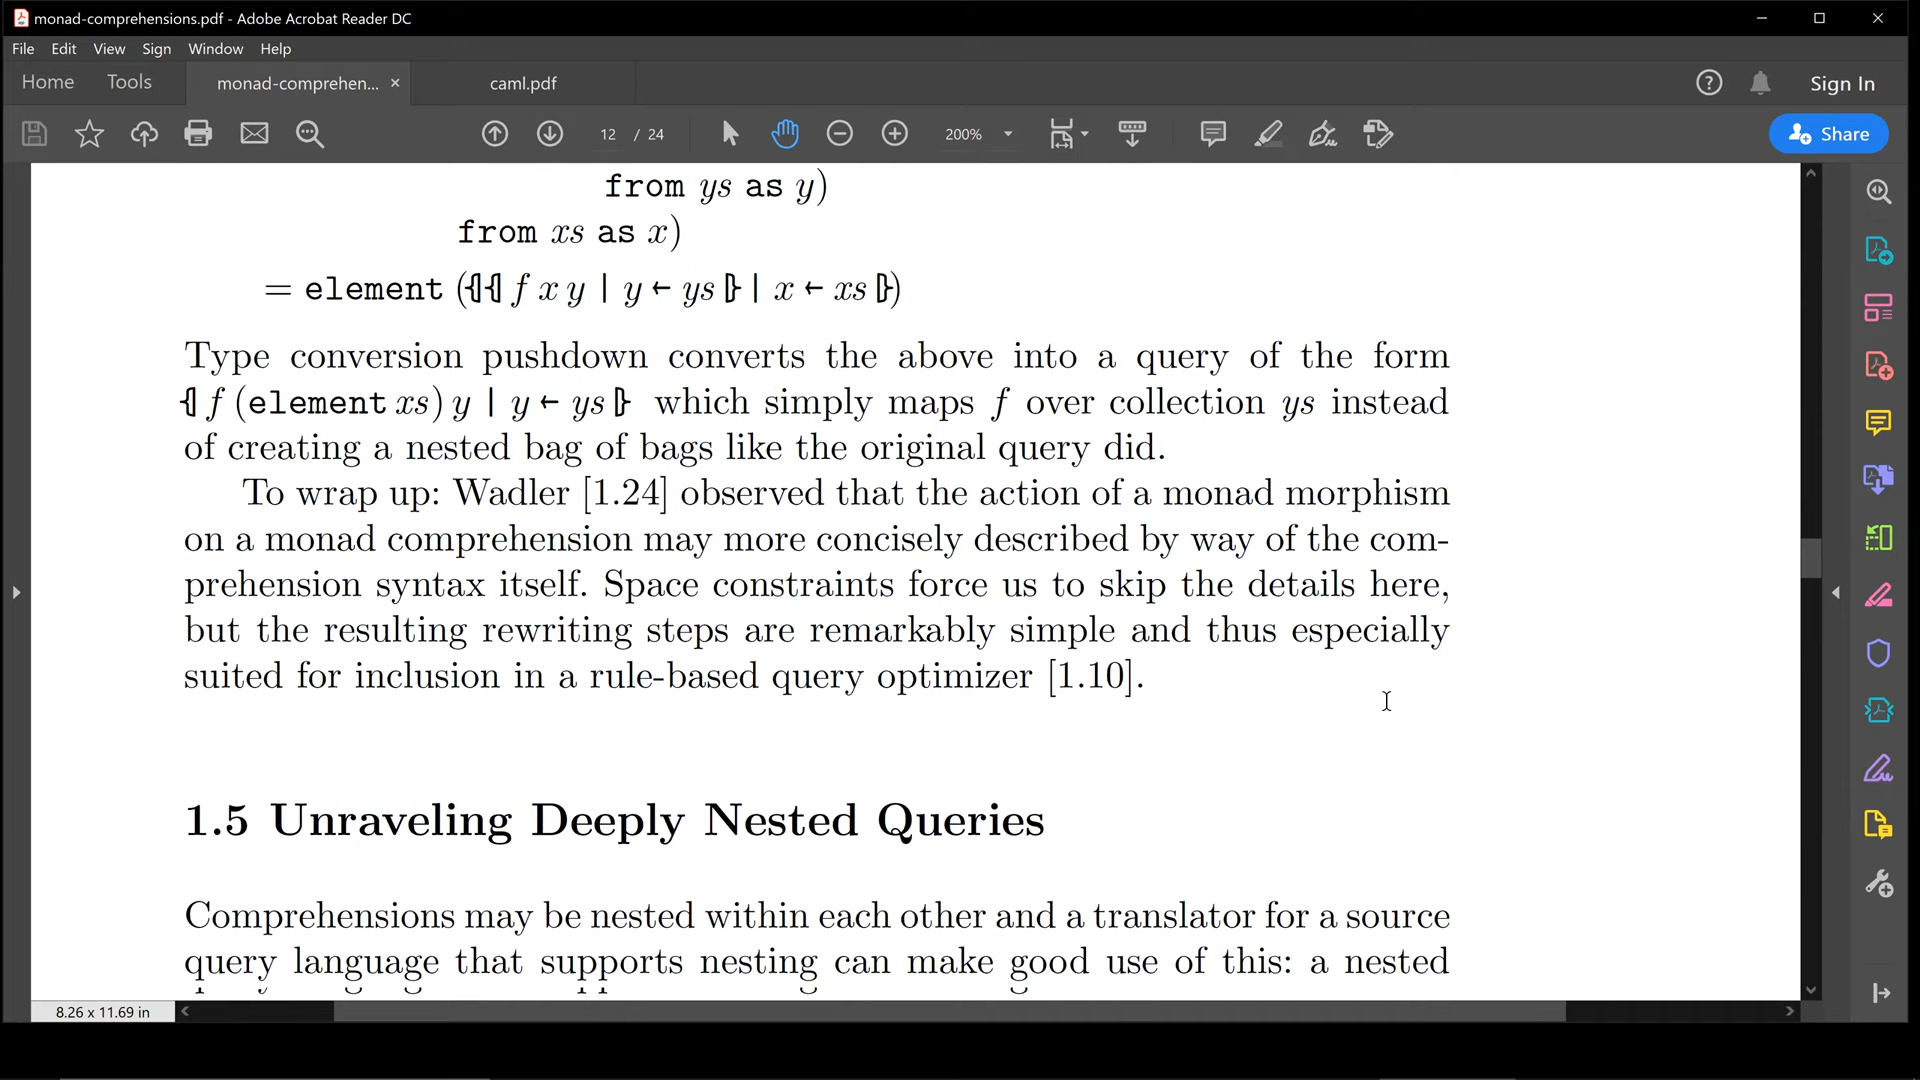 monad-comprehensions.pdf - Adobe Acrobat Reader DC
File Edit View Sign Window Help
Home Tools monad-comprehen... × caml.pdf Sign In
12 / 24 200% Share
from ys as y)
from xs as x)
= element (⦃⦃ f x y | y ← ys ⦄ | x ← xs ⦄)
Type conversion pushdown converts the above into a query of the form
⦃ f (element xs) y | y ← ys ⦄ which simply maps f over collection ys instead
of creating a nested bag of bags like the original query did.
To wrap up: Wadler [1.24] observed that the action of a monad morphism
on a monad comprehension may more concisely described by way of the com-
prehension syntax itself. Space constraints force us to skip the details here,
but the resulting rewriting steps are remarkably simple and thus especially
suited for inclusion in a rule-based query optimizer [1.10].
1.5 Unraveling Deeply Nested Queries
Comprehensions may be nested within each other and a translator for a source
query language that supports nesting can make good use of this: a nested
8.26 x 11.69 in